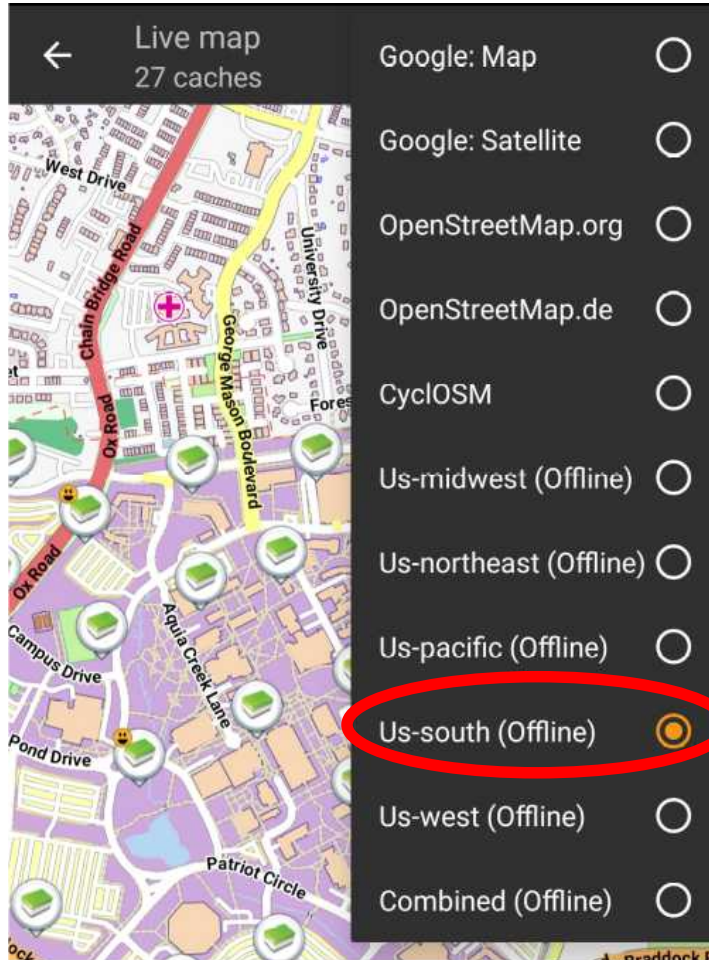 Live map
27 caches
Google: Map
Google: Satellite
OpenStreetMap.org
OpenStreetMap.de
CyclOSM
Us-midwest (Offline)
Us-northeast (Offline)
Us-pacific (Offline)
Us-south (Offline)
Us-west (Offline)
Combined (Offline)
West Drive
Chain Bridge Road
University Drive
George Mason Boulevard
Ox Road
Ox Road
Aquia Creek Lane
Campus Drive
Pond Drive
Patriot Circle